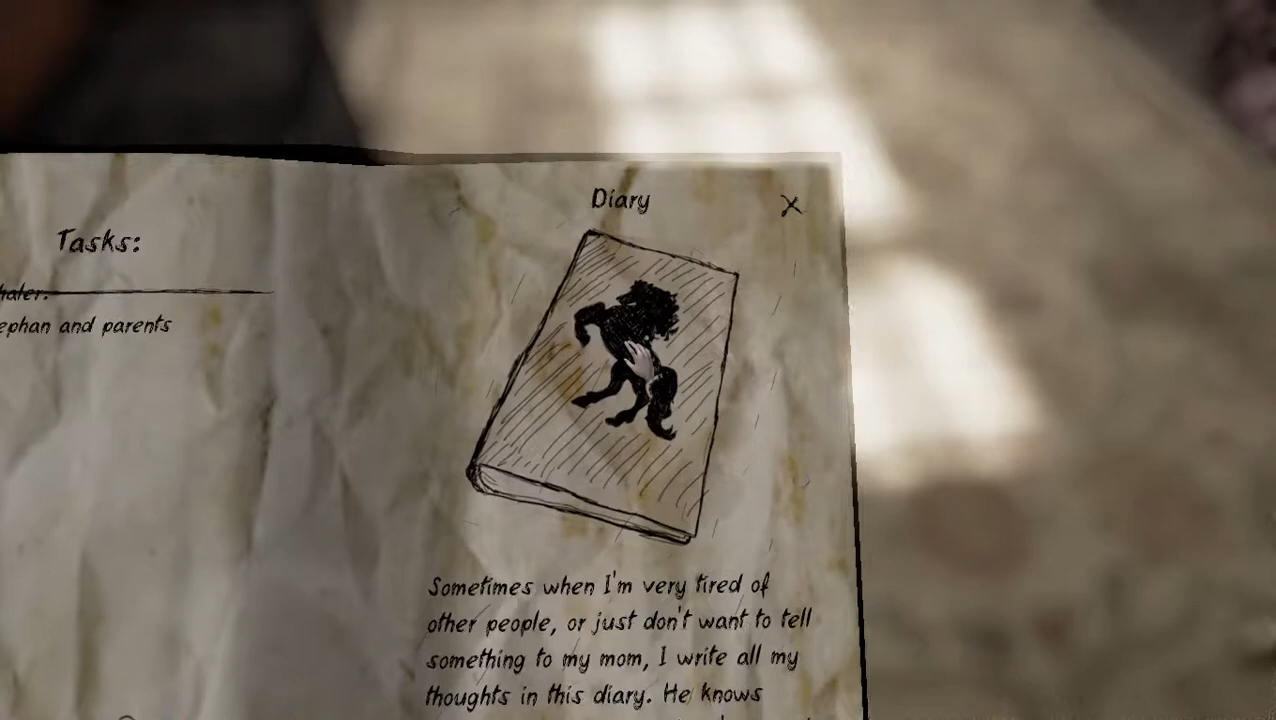 Diary
Tasks:
haler.
ephan and parents
Sometimes when I'm very tired of
other people, or just don't want to tell
something to my mom, I write all my
thoughts in this diary. He knows